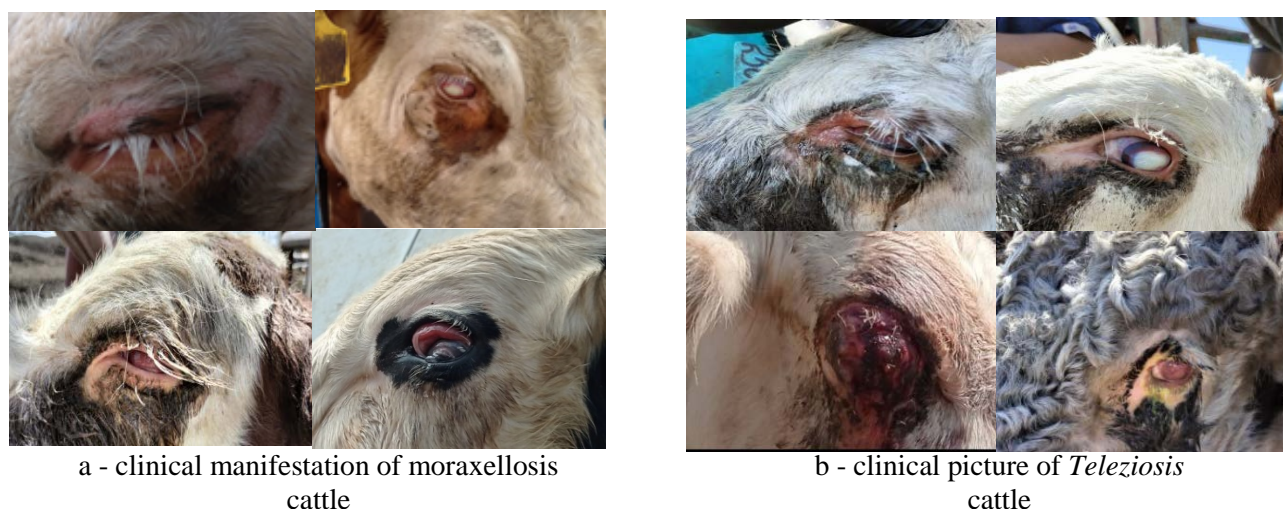 a - clinical manifestation of moraxellosis
cattle
b - clinical picture of Teleziosis
cattle